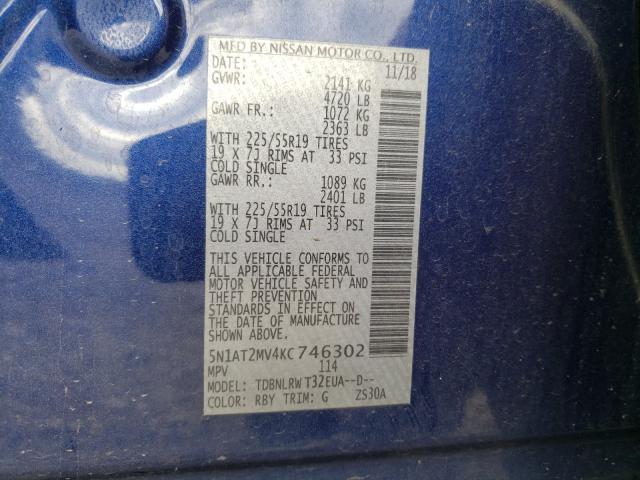 MFD BY NISSAN MOTOR CO., LTD.
DATE: 11/18
GVWR: 2141 KG
4720 LB
GAWR FR.: 1072 KG
2363 LB
WITH 225/55R19 TIRES
19 X 7J RIMS AT 33 PSI
COLD SINGLE
GAWR RR.: 1089 KG
2401 LB
WITH 225/55R19 TIRES
19 X 7J RIMS AT 33 PSI
COLD SINGLE
THIS VEHICLE CONFORMS TO
ALL APPLICABLE FEDERAL
MOTOR VEHICLE SAFETY AND
THEFT PREVENTION
STANDARDS IN EFFECT ON
THE DATE OF MANUFACTURE
SHOWN ABOVE.
5N1AT2MV4KC746302
MPV 114
MODEL: TDBNLRWT32EUA--D--
COLOR: RBY TRIM: G ZS30A